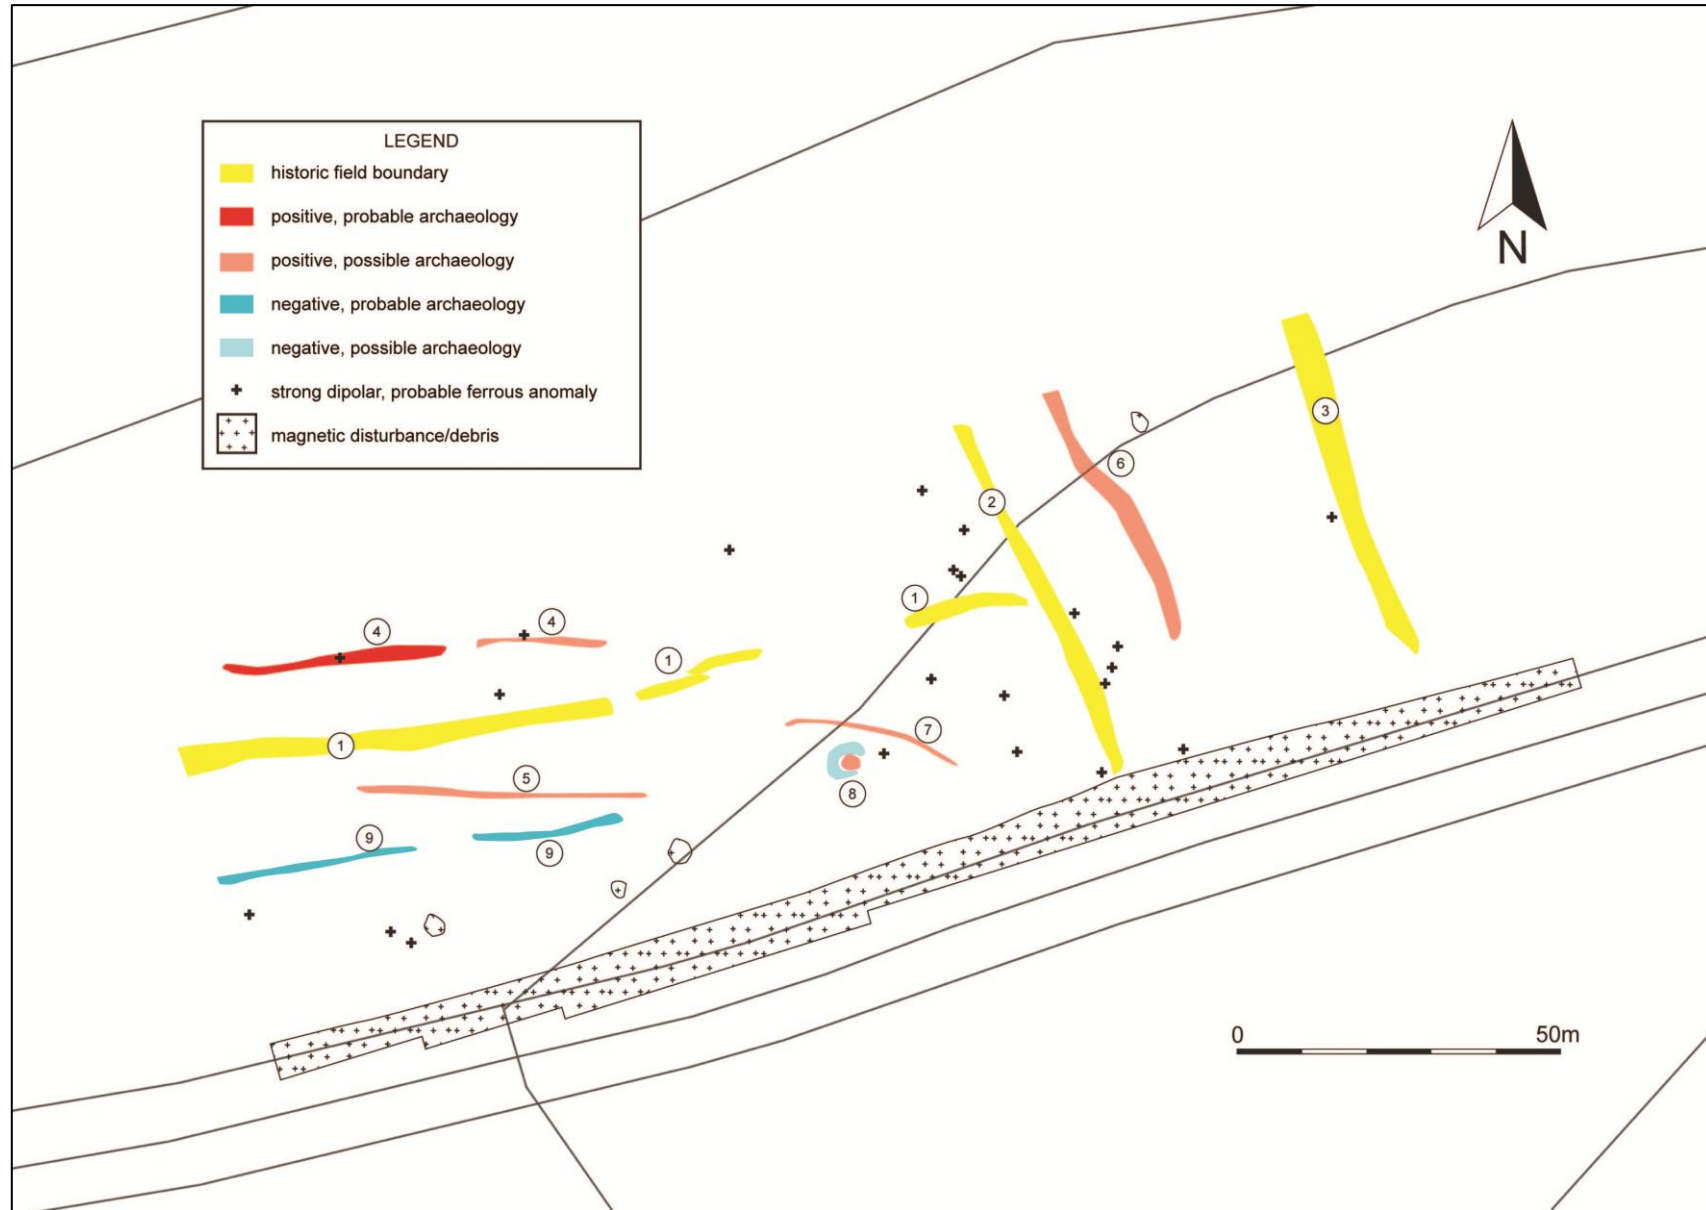 LEGEND
historic field boundary
positive, probable archaeology
positive, possible archaeology
negative, probable archaeology
negative, possible archaeology
strong dipolar, probable ferrous anomaly
magnetic disturbance/debris
N
3
6
2
1
4
4
1
1
7
5
8
9
9
0 50m